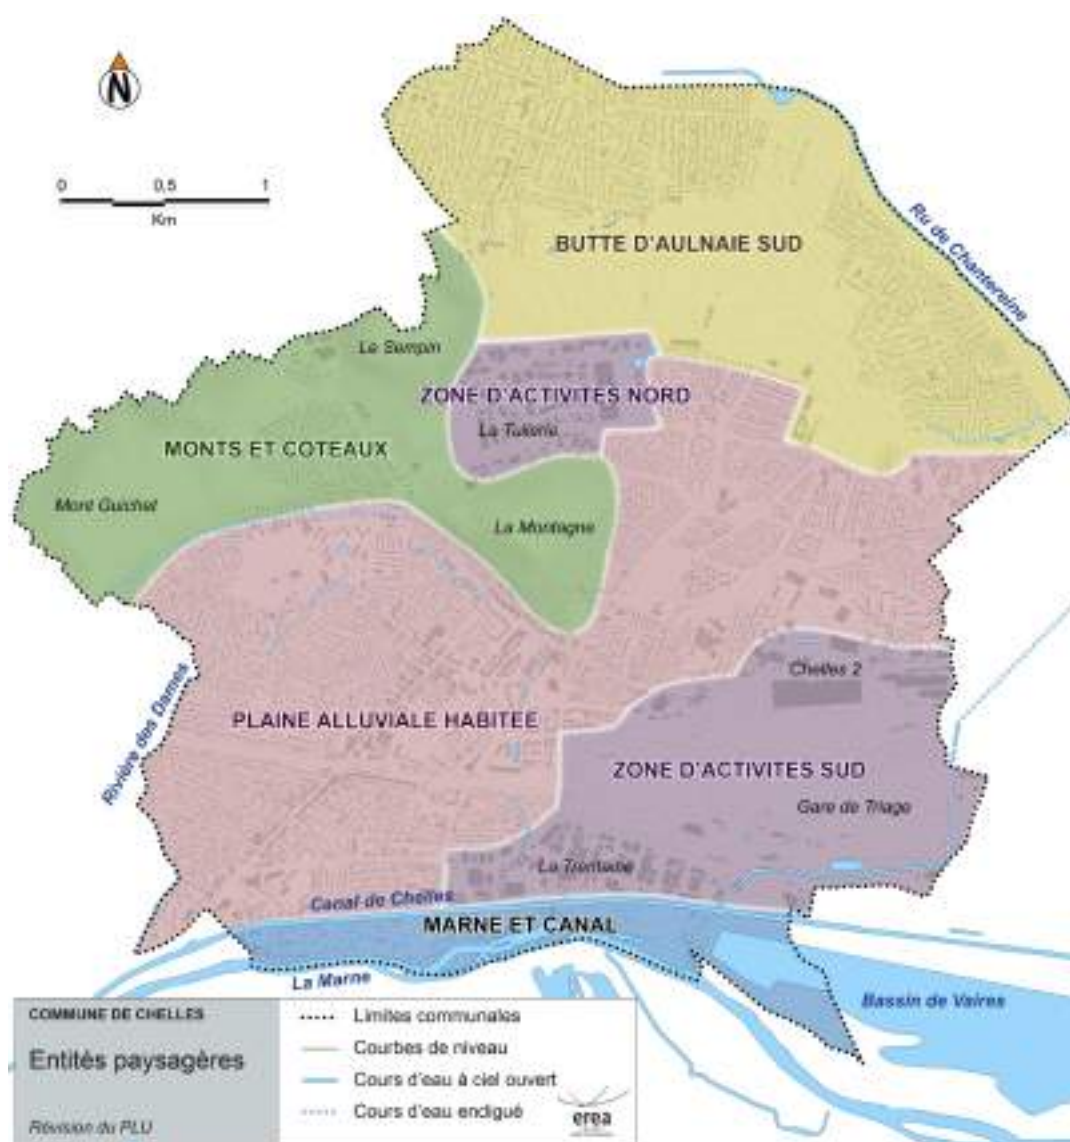 N
0 0,5 1
Km
BUTTE D'AULNAIE SUD
Ru de Chantereine
Le Sempin
ZONE D'ACTIVITES NORD
La Tuilerie
MONTS ET COTEAUX
Mont Guichet
La Montagne
Chelles 2
Rivière des Dames
PLAINE ALLUVIALE HABITEE
ZONE D'ACTIVITES SUD
Gare de Triage
La Trentaine
Canal de Chelles
MARNE ET CANAL
La Marne
Bassin de Vaires
COMMUNE DE CHELLES
Entités paysagères
Révision du PLU
Limites communales
Courbes de niveau
Cours d'eau à ciel ouvert
Cours d'eau endigué
erea